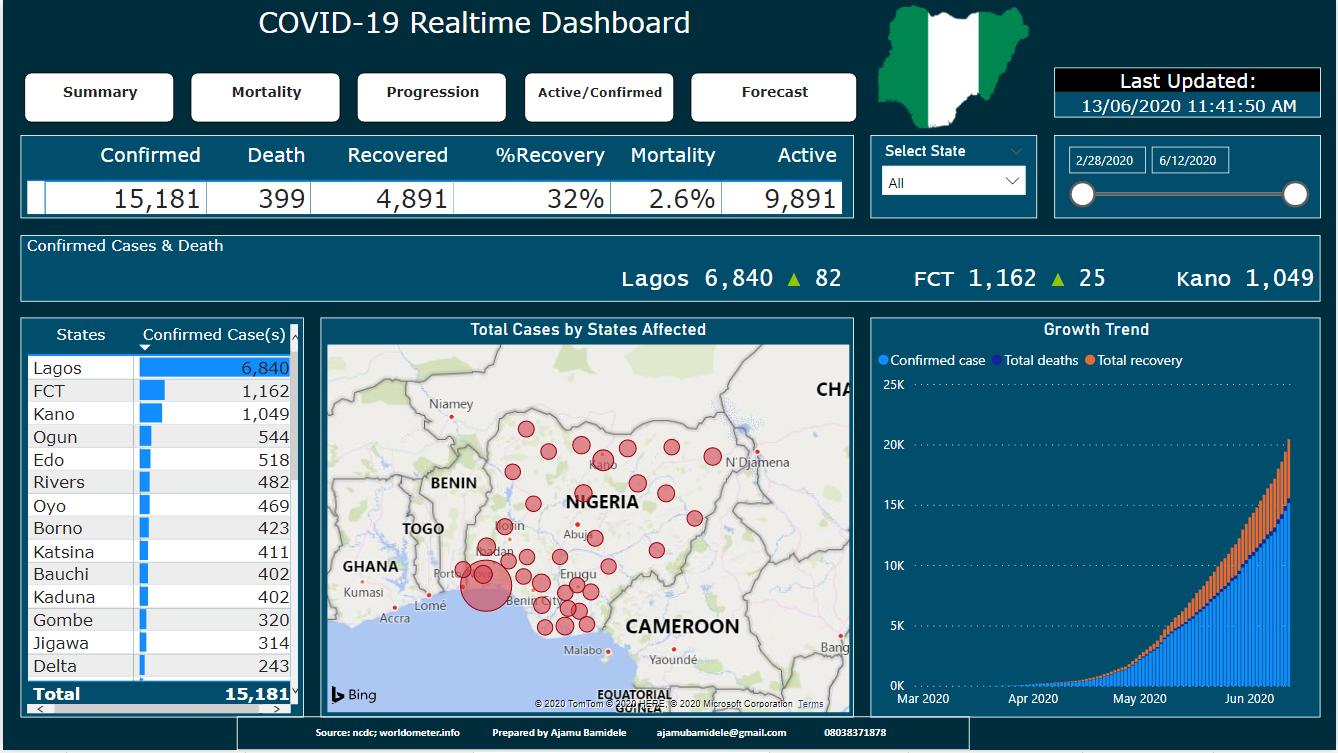 COVID-19 Realtime Dashboard
Summary
Mortality
Progression
Active/Confirmed
Forecast
Last Updated:
13/06/2020 11:41:50 AM
Confirmed Death Recovered %Recovery Mortality Active
15,181 399 4,891 32% 2.6% 9,891
Select State
All
2/28/2020 6/12/2020
Confirmed Cases & Death
Lagos 6,840 ▲ 82 FCT 1,162 ▲ 25 Kano 1,049
States Confirmed Case(s)
Lagos 6,840
FCT 1,162
Kano 1,049
Ogun 544
Edo 518
Rivers 482
Oyo 469
Borno 423
Katsina 411
Bauchi 402
Kaduna 402
Gombe 320
Jigawa 314
Delta 243
Total 15,181
Total Cases by States Affected
CHA
Niamey
Kano
N'Djamena
BENIN
NIGERIA
TOGO
Ilorin
Abuja
Ibadan
GHANA
Enugu
Kumasi
Benin City
Lomé
Accra
CAMEROON
Malabo
Yaoundé
Bang
Bing
EQUATORIAL
GUINEA
© 2020 TomTom © 2020 HERE, © 2020 Microsoft Corporation Terms
Growth Trend
Confirmed case Total deaths Total recovery
25K
20K
15K
10K
5K
0K
Mar 2020 Apr 2020 May 2020 Jun 2020
Source: ncdc; worldometer.info Prepared by Ajamu Bamidele ajamubamidele@gmail.com 08038371878